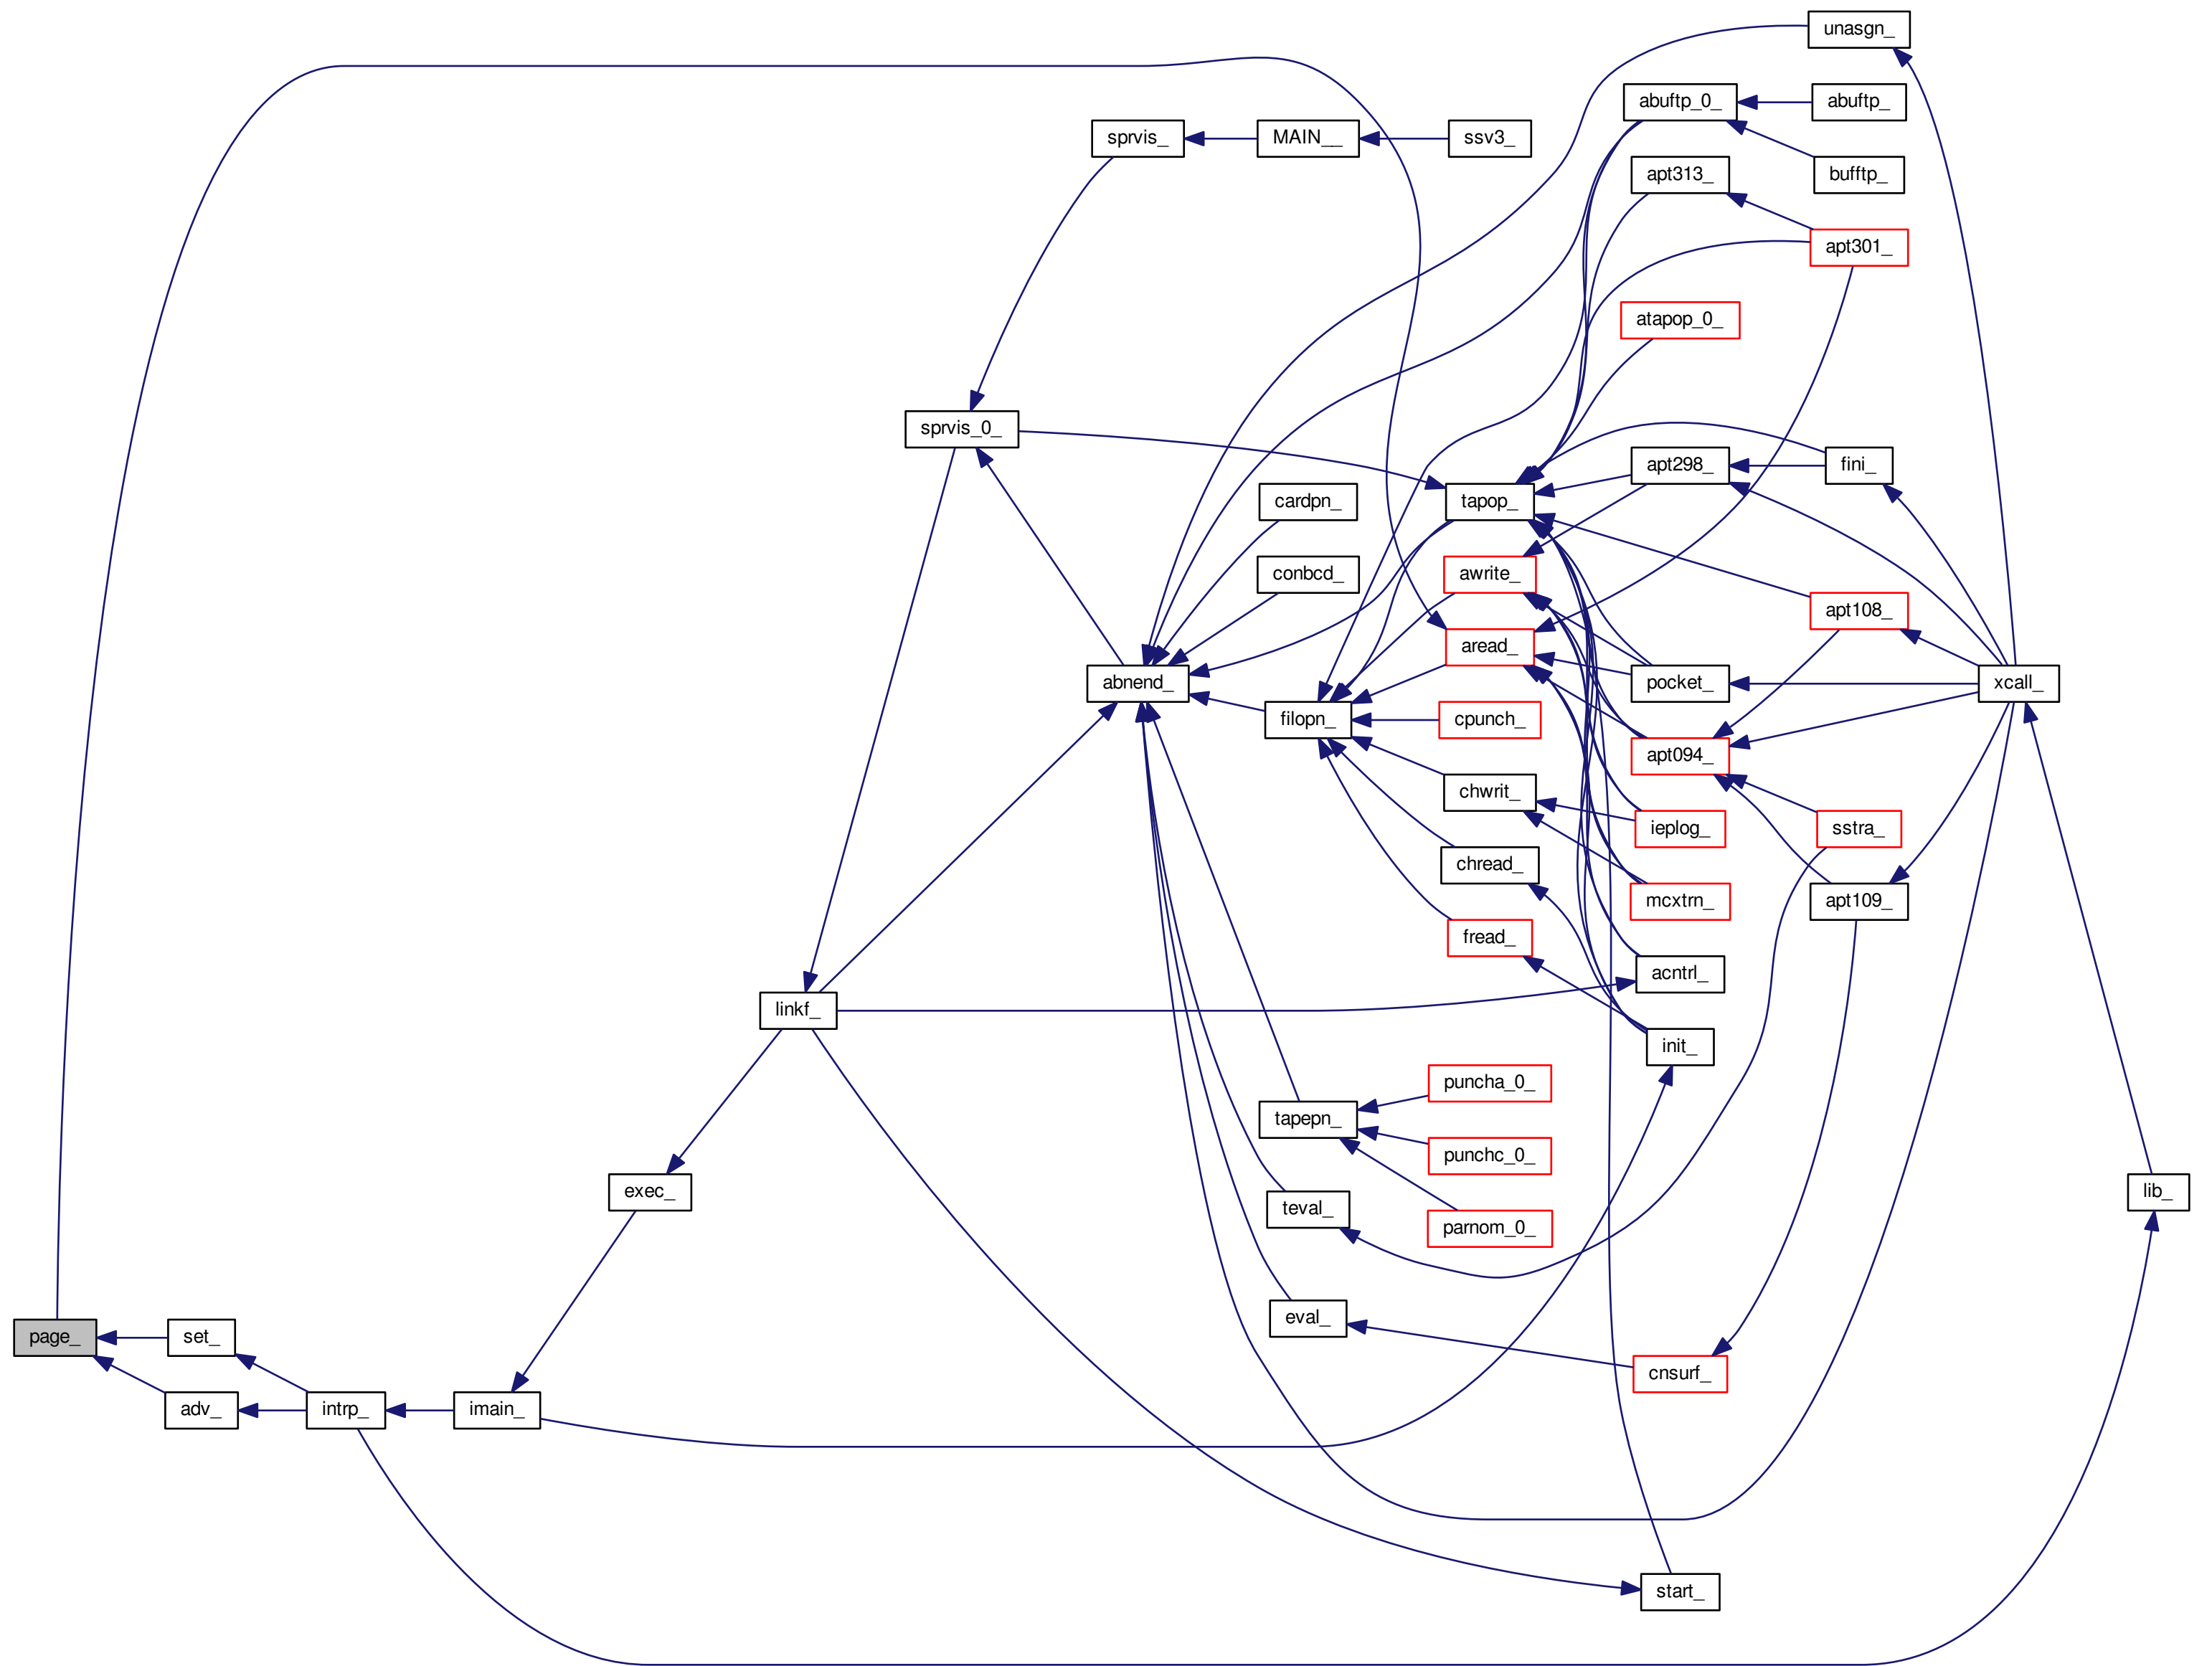 unasgn_
abuftp_0_
abuftp_
sprvis_
MAIN__
ssv3_
apt313_
bufftp_
apt301_
atapop_0_
sprvis_0_
apt298_
fini_
cardpn_
tapop_
conbcd_
awrite_
apt108_
aread_
abnend_
pocket_
xcall_
filopn_
cpunch_
apt094_
chwrit_
ieplog_
sstra_
chread_
mcxtrn_
apt109_
fread_
acntrl_
linkf_
init_
puncha_0_
tapepn_
punchc_0_
exec_
lib_
teval_
parnom_0_
eval_
page_
set_
cnsurf_
adv_
intrp_
imain_
start_